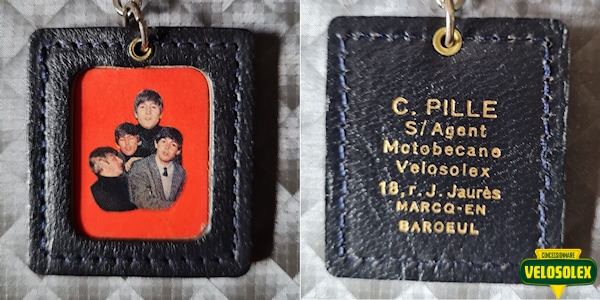 C. PILLE
S/Agent
Motobecane
Velosolex
18, r. J. Jaurès
MARCQ-EN
BAROEUL
CONCESSIONNAIRE
VELOSOLEX